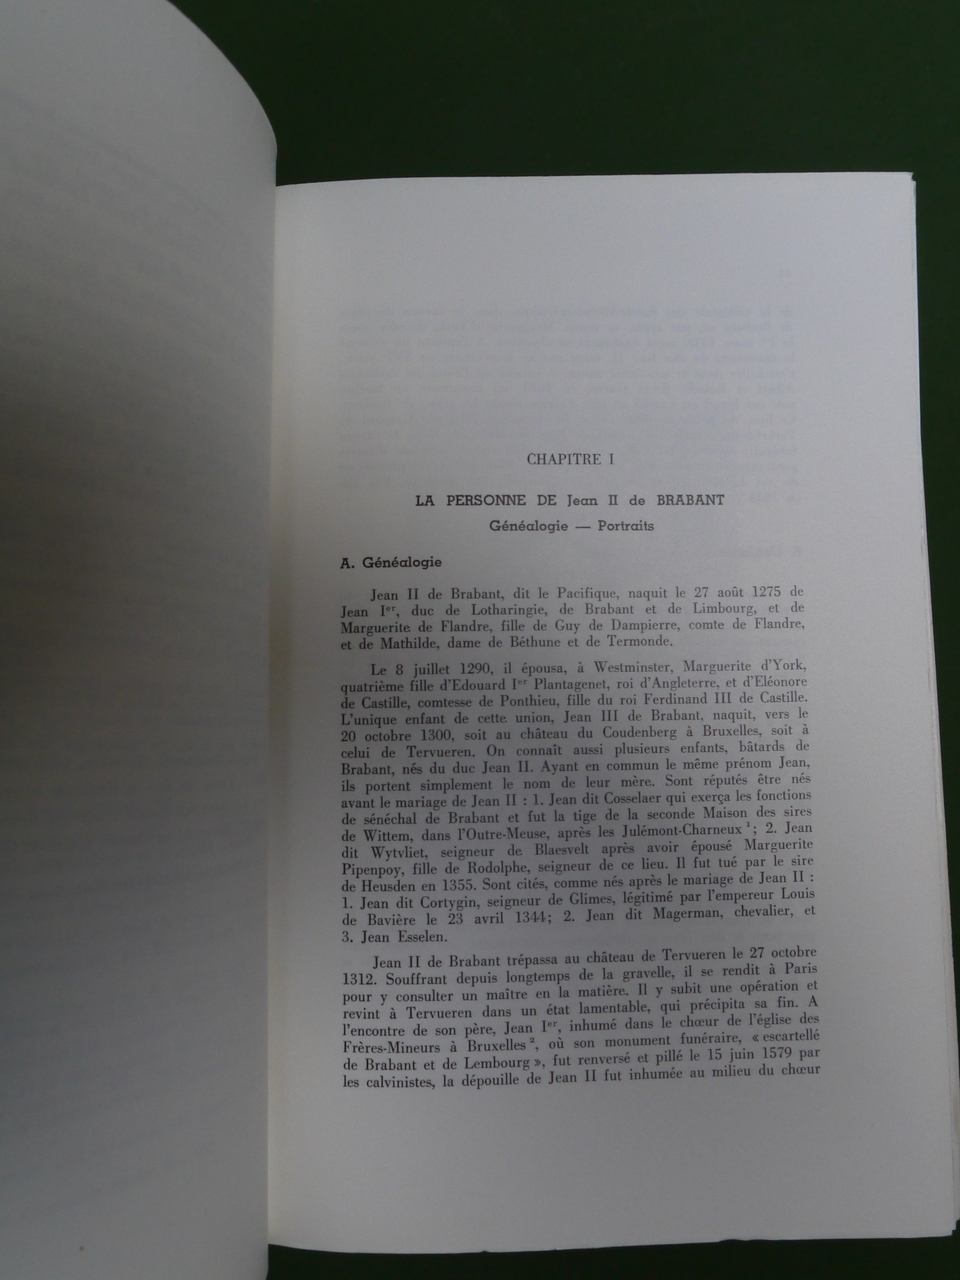 CHAPITRE I
LA PERSONNE DE Jean II de BRABANT
Généalogie — Portraits
A. Généalogie
Jean II de Brabant, dit le Pacifique, naquit le 27 août 1275 de
Jean Ier, duc de Lotharingie, de Brabant et de Limbourg, et de
Marguerite de Flandre, fille de Guy de Dampierre, comte de Flandre,
et de Mathilde, dame de Béthune et de Termonde.
Le 8 juillet 1290, il épousa, à Westminster, Marguerite d'York,
quatrième fille d'Edouard Ier Plantagenet, roi d'Angleterre, et d'Eléonore
de Castille, comtesse de Ponthieu, fille du roi Ferdinand III de Castille.
L'unique enfant de cette union, Jean III de Brabant, naquit, vers le
20 octobre 1300, soit au château du Coudenberg à Bruxelles, soit à
celui de Tervueren. On connaît aussi plusieurs enfants, bâtards de
Brabant, nés du duc Jean II. Ayant en commun le même prénom Jean,
ils portent simplement le nom de leur mère. Sont réputés être nés
avant le mariage de Jean II : 1. Jean dit Cosselaer qui exerça les fonctions
de sénéchal de Brabant et fut la tige de la seconde Maison des sires
de Wittem, dans l'Outre-Meuse, après les Julémont-Charneux 1; 2. Jean
dit Wytvliet, seigneur de Blaesvelt après avoir épousé Marguerite
Pipenpoy, fille de Rodolphe, seigneur de ce lieu. Il fut tué par le sire
de Heusden en 1355. Sont cités, comme nés après le mariage de Jean II :
1. Jean dit Cortygin, seigneur de Glimes, légitimé par l'empereur Louis
de Bavière le 23 avril 1344; 2. Jean dit Magerman, chevalier, et
3. Jean Esselen.
Jean II de Brabant trépassa au château de Tervueren le 27 octobre
1312. Souffrant depuis longtemps de la gravelle, il se rendit à Paris
pour y consulter un maître en la matière. Il y subit une opération et
revint à Tervueren dans un état lamentable, qui précipita sa fin. A
l'encontre de son père, Jean Ier, inhumé dans le chœur de l'église des
Frères-Mineurs à Bruxelles 2, où son monument funéraire, « escartellé
de Brabant et de Lembourg », fut renversé et pillé le 15 juin 1579 par
les calvinistes, la dépouille de Jean II fut inhumée au milieu du chœur